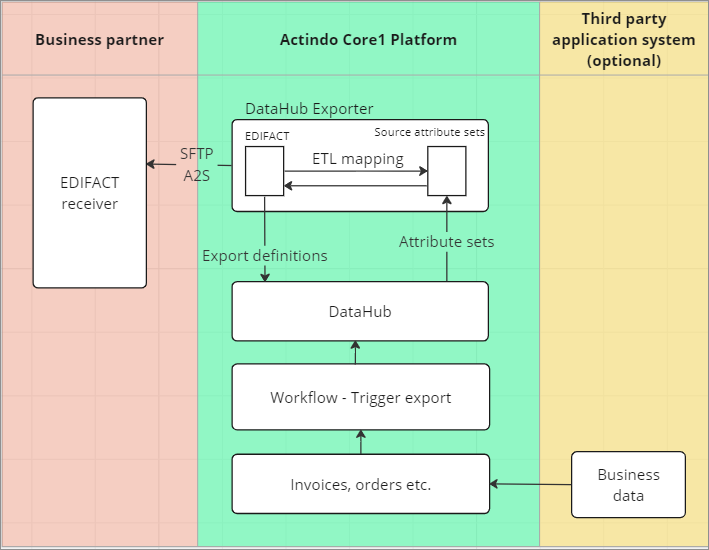 Business partner
Actindo Core1 Platform
Third party
application system
(optional)
DataHub Exporter
EDIFACT
Source attribute sets
SFTP
A2S
ETL mapping
EDIFACT
receiver
Export definitions
Attribute sets
DataHub
Workflow - Trigger export
Invoices, orders etc.
Business
data